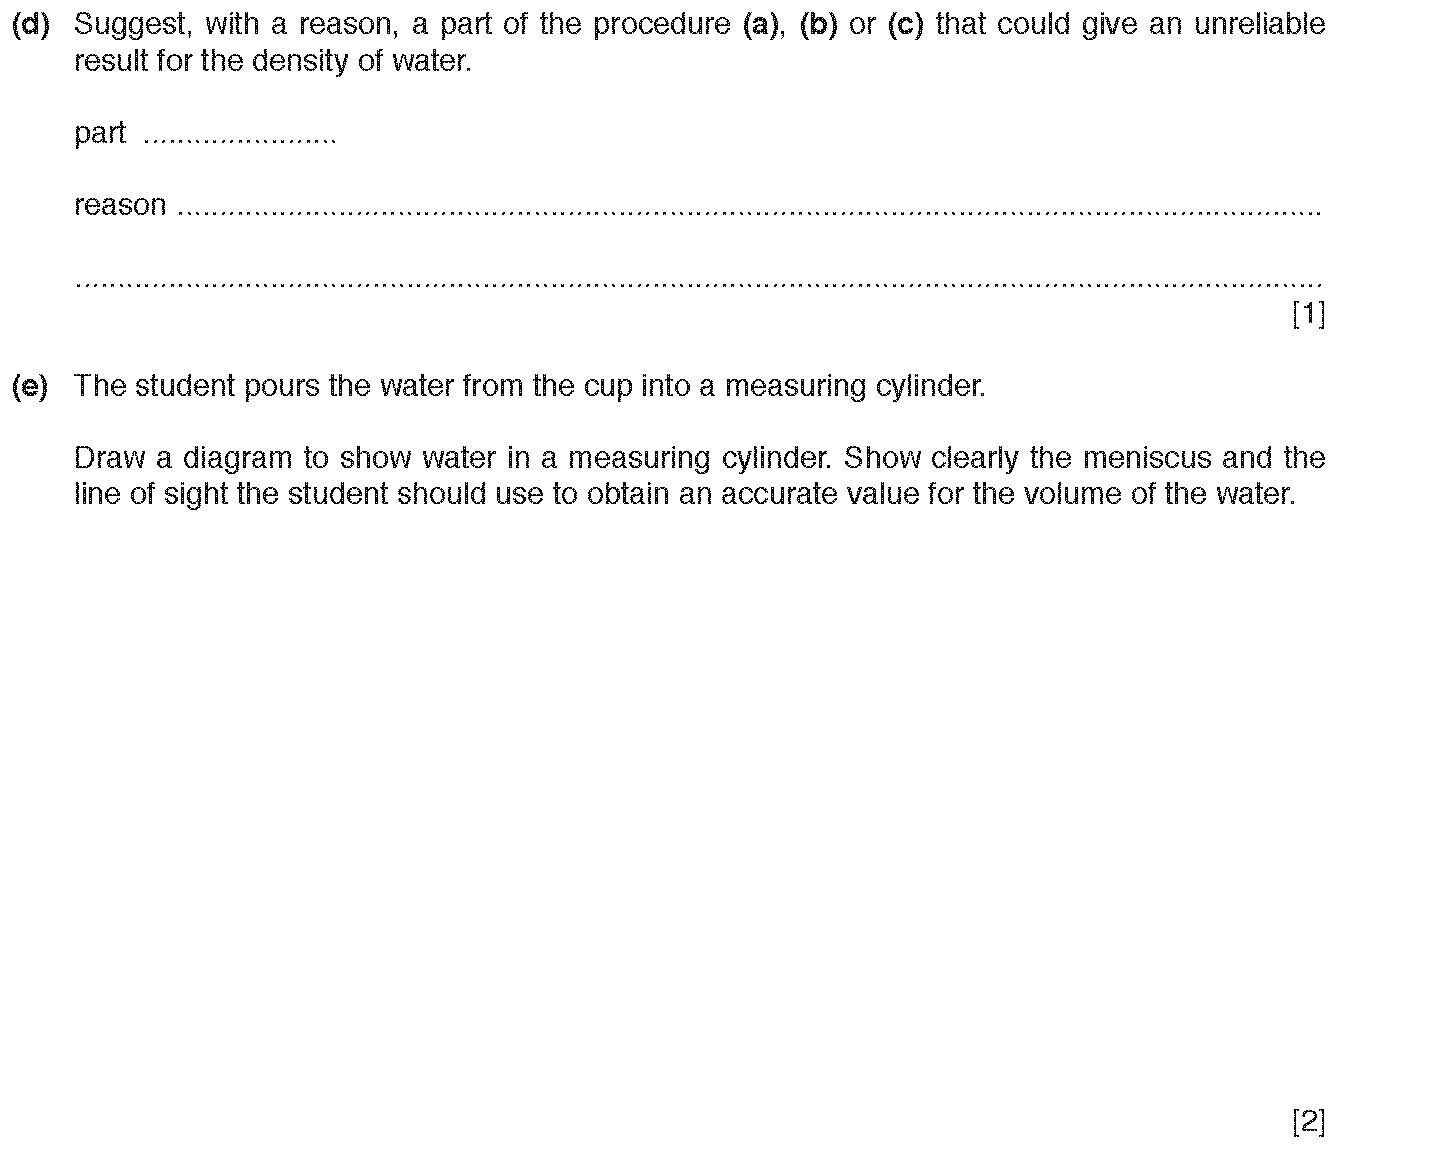 (d) Suggest, with a reason, a part of the procedure (a), (b) or (c) that could give an unreliable
result for the density of water.
part .......................
reason ........................................................................................................................................
....................................................................................................................................................
[1]
(e) The student pours the water from the cup into a measuring cylinder.
Draw a diagram to show water in a measuring cylinder. Show clearly the meniscus and the
line of sight the student should use to obtain an accurate value for the volume of the water.
[2]